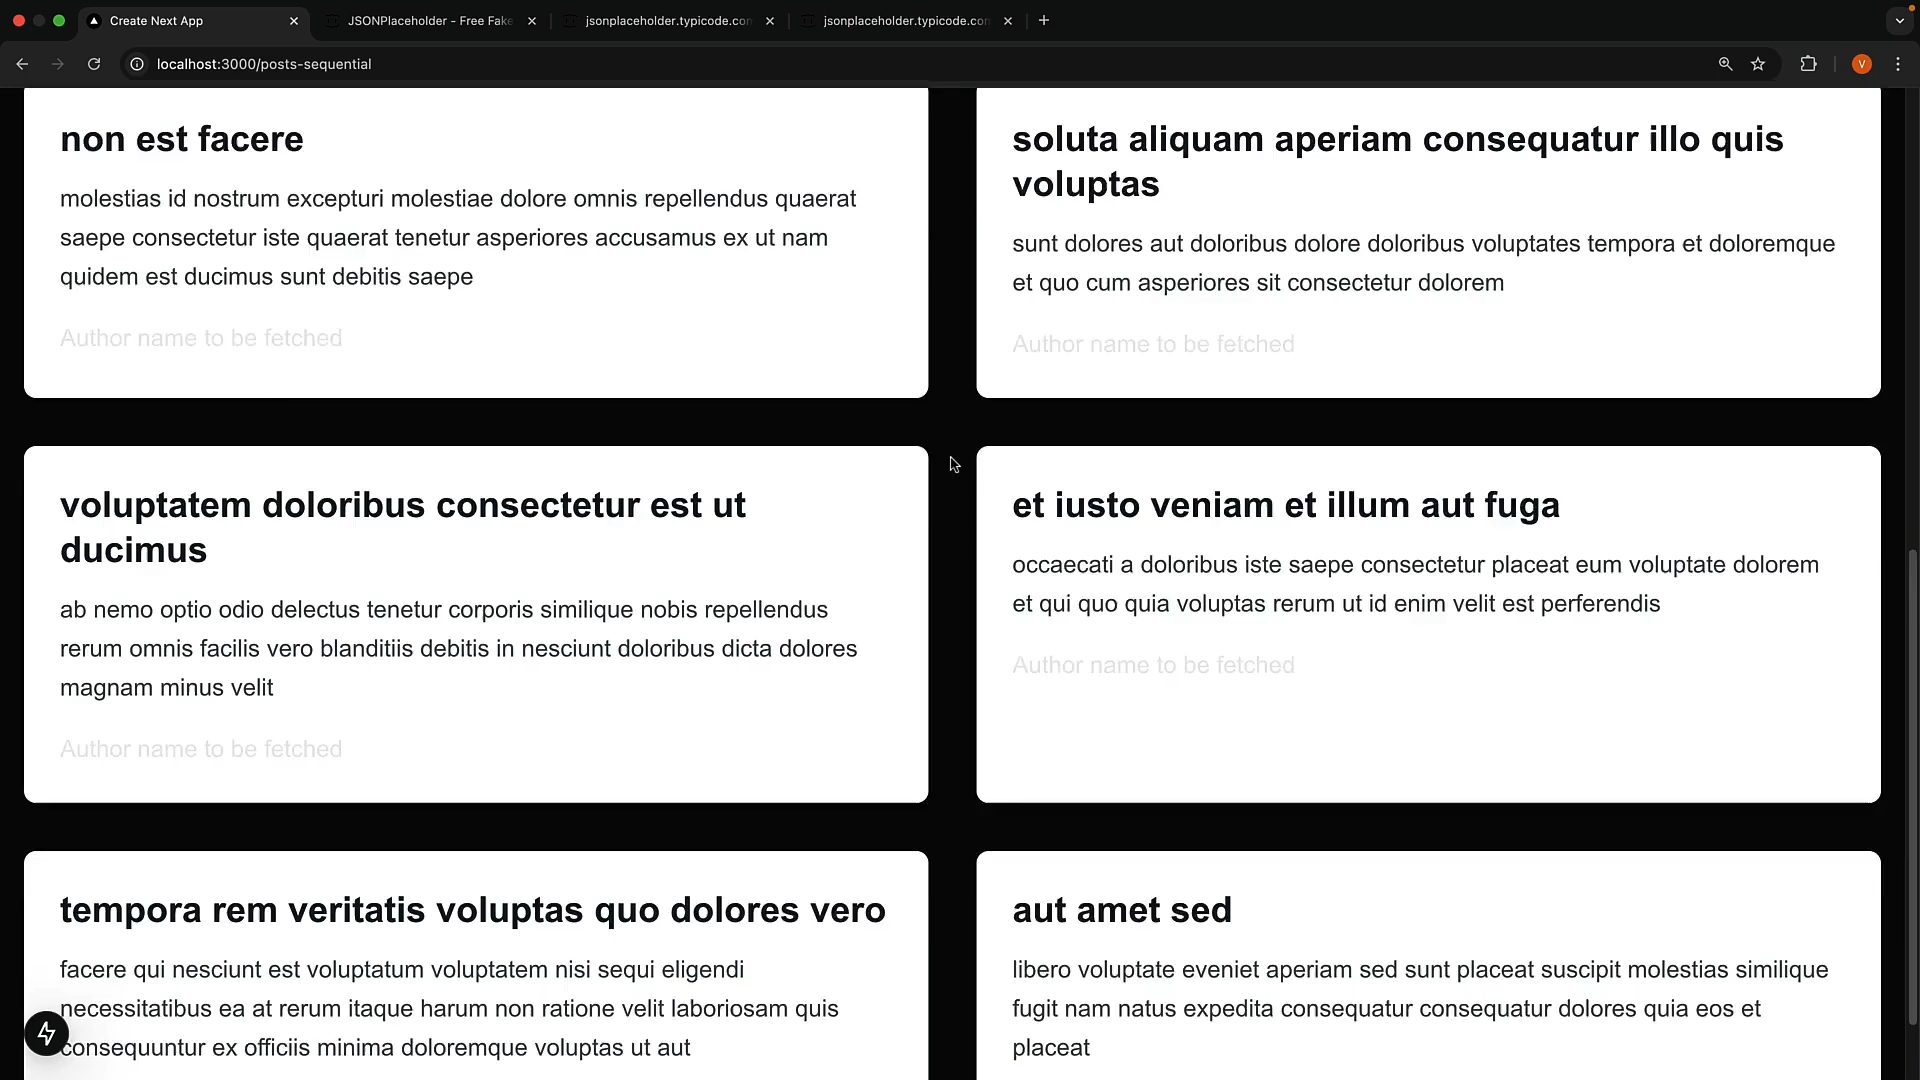 Create Next App
JSONPlaceholder - Free Fake
jsonplaceholder.typicode.com
jsonplaceholder.typicode.com
localhost:3000/posts-sequential
V
non est facere
molestias id nostrum excepturi molestiae dolore omnis repellendus quaerat
saepe consectetur iste quaerat tenetur asperiores accusamus ex ut nam
quidem est ducimus sunt debitis saepe
Author name to be fetched
soluta aliquam aperiam consequatur illo quis
voluptas
sunt dolores aut doloribus dolore doloribus voluptates tempora et doloremque
et quo cum asperiores sit consectetur dolorem
Author name to be fetched
voluptatem doloribus consectetur est ut
ducimus
ab nemo optio odio delectus tenetur corporis similique nobis repellendus
rerum omnis facilis vero blanditiis debitis in nesciunt doloribus dicta dolores
magnam minus velit
Author name to be fetched
et iusto veniam et illum aut fuga
occaecati a doloribus iste saepe consectetur placeat eum voluptate dolorem
et qui quo quia voluptas rerum ut id enim velit est perferendis
Author name to be fetched
tempora rem veritatis voluptas quo dolores vero
facere qui nesciunt est voluptatum voluptatem nisi sequi eligendi
necessitatibus ea at rerum itaque harum non ratione velit laboriosam quis
consequuntur ex officiis minima doloremque voluptas ut aut
aut amet sed
libero voluptate eveniet aperiam sed sunt placeat suscipit molestias similique
fugit nam natus expedita consequatur consequatur dolores quia eos et
placeat